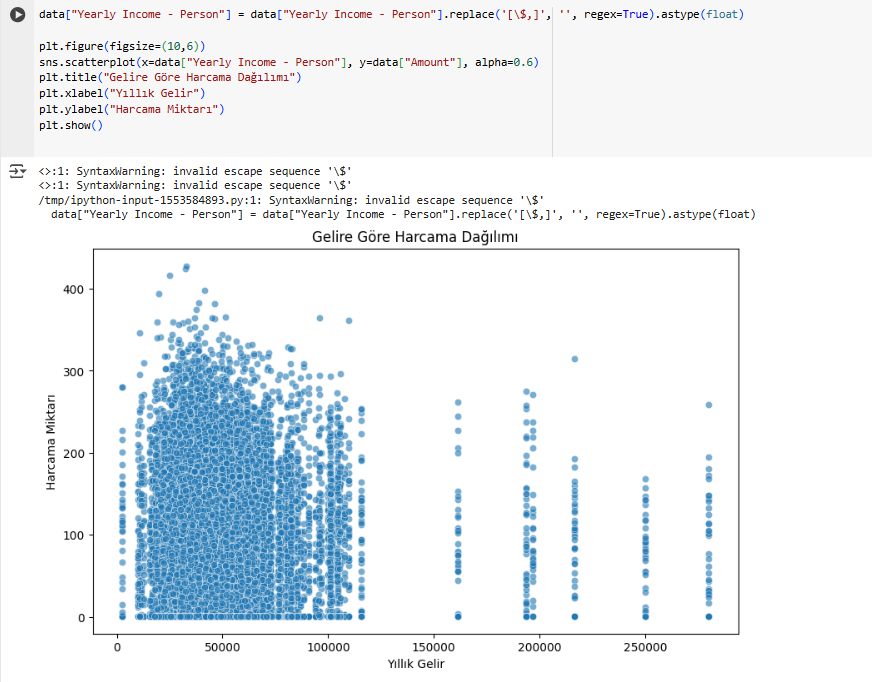 data["Yearly Income - Person"] = data["Yearly Income - Person"].replace('[\$,]', '', regex=True).astype(float)
plt.figure(figsize=(10,6))
sns.scatterplot(x=data["Yearly Income - Person"], y=data["Amount"], alpha=0.6)
plt.title("Gelire Göre Harcama Dağılımı")
plt.xlabel("Yıllık Gelir")
plt.ylabel("Harcama Miktarı")
plt.show()
<>:1: SyntaxWarning: invalid escape sequence '\$'
<>:1: SyntaxWarning: invalid escape sequence '\$'
/tmp/ipython-input-1553584893.py:1: SyntaxWarning: invalid escape sequence '\$'
data["Yearly Income - Person"] = data["Yearly Income - Person"].replace('[\$,]', '', regex=True).astype(float)
Gelire Göre Harcama Dağılımı
400
300
200
100
0
Harcama Miktarı
0 50000 100000 150000 200000 250000
Yıllık Gelir